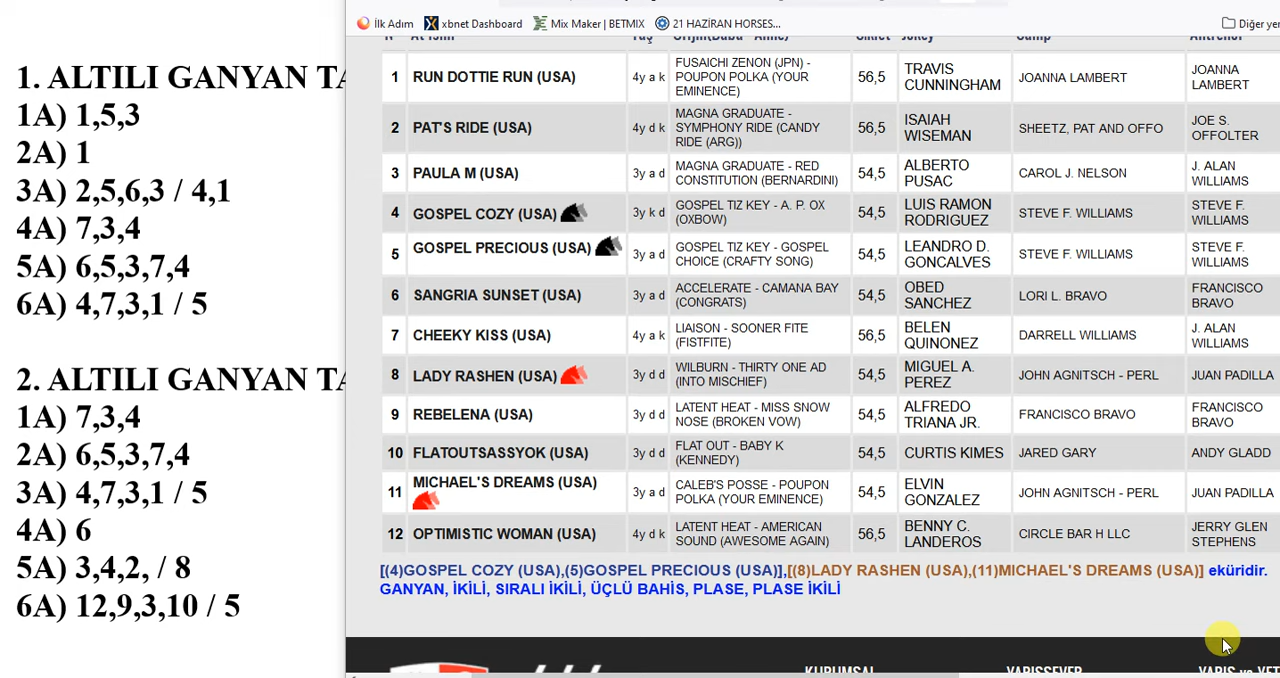 İlk Adım xbnet Dashboard Mix Maker | BETMIX 21 HAZİRAN HORSES... Diğer yer
1. ALTILI GANYAN TA
1A) 1,5,3
2A) 1
3A) 2,5,6,3 / 4,1
4A) 7,3,4
5A) 6,5,3,7,4
6A) 4,7,3,1 / 5
2. ALTILI GANYAN TA
1A) 7,3,4
2A) 6,5,3,7,4
3A) 4,7,3,1 / 5
4A) 6
5A) 3,4,2, / 8
6A) 12,9,3,10 / 5
1 RUN DOTTIE RUN (USA) 4y a k FUSAICHI ZENON (JPN) - POUPON POLKA (YOUR EMINENCE) 56,5 TRAVIS CUNNINGHAM JOANNA LAMBERT JOANNA LAMBERT
2 PAT'S RIDE (USA) 4y d k MAGNA GRADUATE - SYMPHONY RIDE (CANDY RIDE (ARG)) 56,5 ISAIAH WISEMAN SHEETZ, PAT AND OFFO JOE S. OFFOLTER
3 PAULA M (USA) 3y a d MAGNA GRADUATE - RED CONSTITUTION (BERNARDINI) 54,5 ALBERTO PUSAC CAROL J. NELSON J. ALAN WILLIAMS
4 GOSPEL COZY (USA) 3y k d GOSPEL TIZ KEY - A. P. OX (OXBOW) 54,5 LUIS RAMON RODRIGUEZ STEVE F. WILLIAMS STEVE F. WILLIAMS
5 GOSPEL PRECIOUS (USA) 3y a d GOSPEL TIZ KEY - GOSPEL CHOICE (CRAFTY SONG) 54,5 LEANDRO D. GONCALVES STEVE F. WILLIAMS STEVE F. WILLIAMS
6 SANGRIA SUNSET (USA) 3y a d ACCELERATE - CAMANA BAY (CONGRATS) 54,5 OBED SANCHEZ LORI L. BRAVO FRANCISCO BRAVO
7 CHEEKY KISS (USA) 4y a k LIAISON - SOONER FITE (FISTFITE) 56,5 BELEN QUINONEZ DARRELL WILLIAMS J. ALAN WILLIAMS
8 LADY RASHEN (USA) 3y d d WILBURN - THIRTY ONE AD (INTO MISCHIEF) 54,5 MIGUEL A. PEREZ JOHN AGNITSCH - PERL JUAN PADILLA
9 REBELENA (USA) 3y d d LATENT HEAT - MISS SNOW NOSE (BROKEN VOW) 54,5 ALFREDO TRIANA JR. FRANCISCO BRAVO FRANCISCO BRAVO
10 FLATOUTSASSYOK (USA) 3y d d FLAT OUT - BABY K (KENNEDY) 54,5 CURTIS KIMES JARED GARY ANDY GLADD
11 MICHAEL'S DREAMS (USA) 3y a d CALEB'S POSSE - POUPON POLKA (YOUR EMINENCE) 54,5 ELVIN GONZALEZ JOHN AGNITSCH - PERL JUAN PADILLA
12 OPTIMISTIC WOMAN (USA) 4y d k LATENT HEAT - AMERICAN SOUND (AWESOME AGAIN) 56,5 BENNY C. LANDEROS CIRCLE BAR H LLC JERRY GLEN STEPHENS
[(4)GOSPEL COZY (USA),(5)GOSPEL PRECIOUS (USA)],[(8)LADY RASHEN (USA),(11)MICHAEL'S DREAMS (USA)] eküridir.
GANYAN, İKİLİ, SIRALI İKİLİ, ÜÇLÜ BAHİS, PLASE, PLASE İKİLİ
KURUMSAL YARIŞSEVER